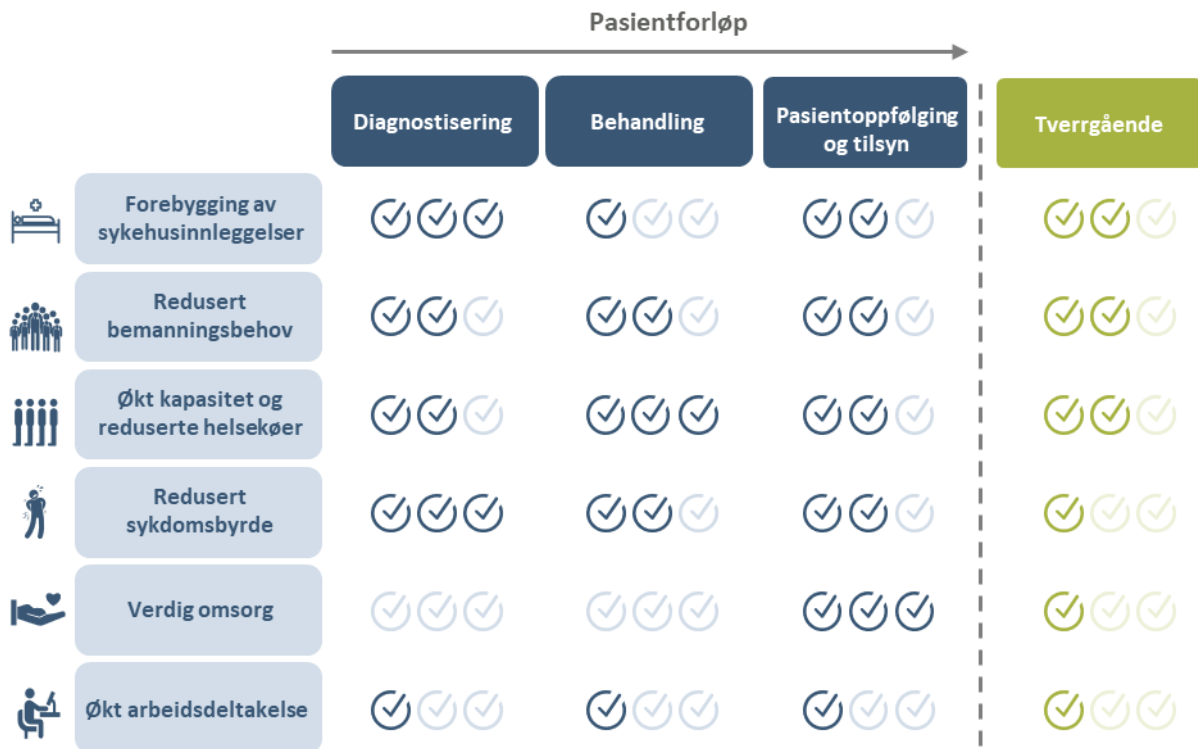 Pasientforløp
Diagnostisering
Behandling
Pasientoppfølging
og tilsyn
Tverrgående
Forebygging av
sykehusinnleggelser
Redusert
bemanningsbehov
Økt kapasitet og
reduserte helsekøer
Redusert
sykdomsbyrde
Verdig omsorg
Økt arbeidsdeltakelse